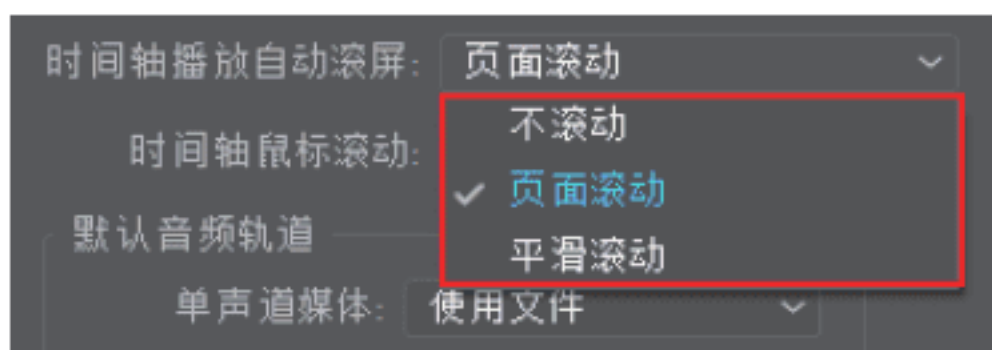 时间轴播放自动滚屏: 页面滚动
不滚动
时间轴鼠标滚动:
页面滚动
默认音频轨道
平滑滚动
单声道媒体: 使用文件